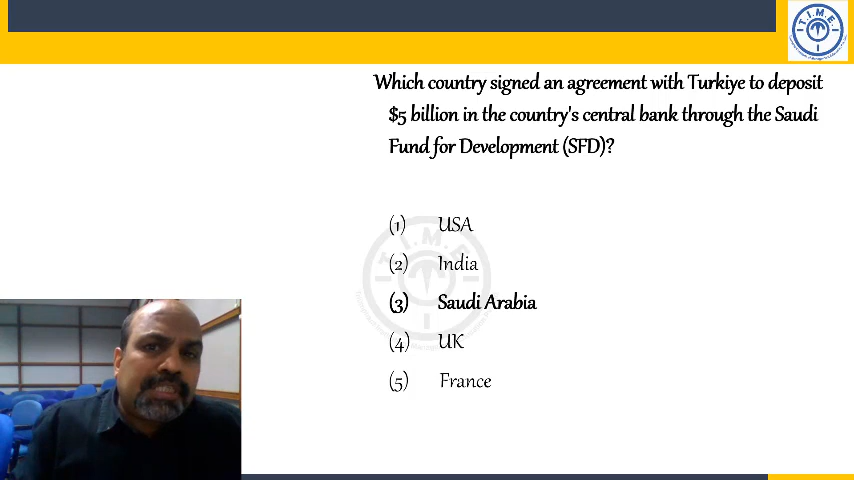 T.I.M.E.
Which country signed an agreement with Turkiye to deposit
$5 billion in the country's central bank through the Saudi
Fund for Development (SFD)?
(1) USA
(2) India
(3) Saudi Arabia
(4) UK
(5) France